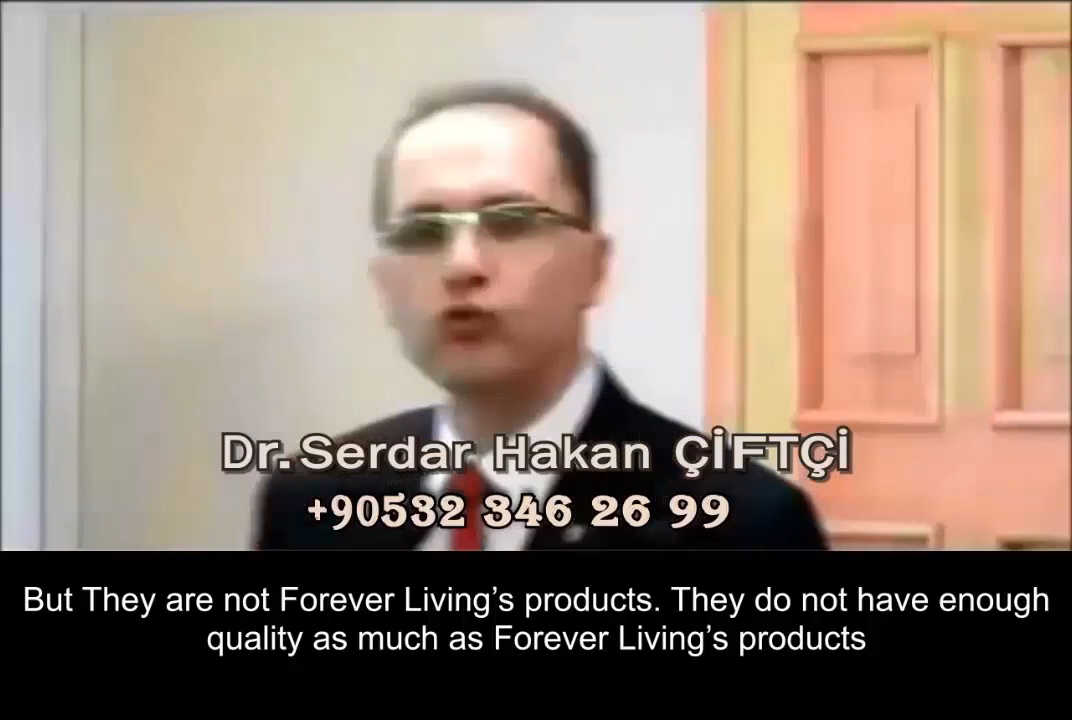 Dr. Serdar Hakan ÇİFTÇİ
+90532 346 26 99
But They are not Forever Living's products. They do not have enough
quality as much as Forever Living's products